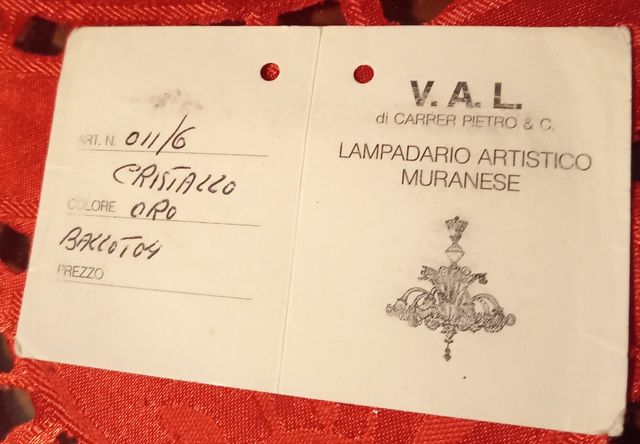 ART. N. 011/6
CRISTALLO
COLORE ORO
BALLOTON
PREZZO
V.A.L.
di CARRER PIETRO & C.
LAMPADARIO ARTISTICO
MURANESE